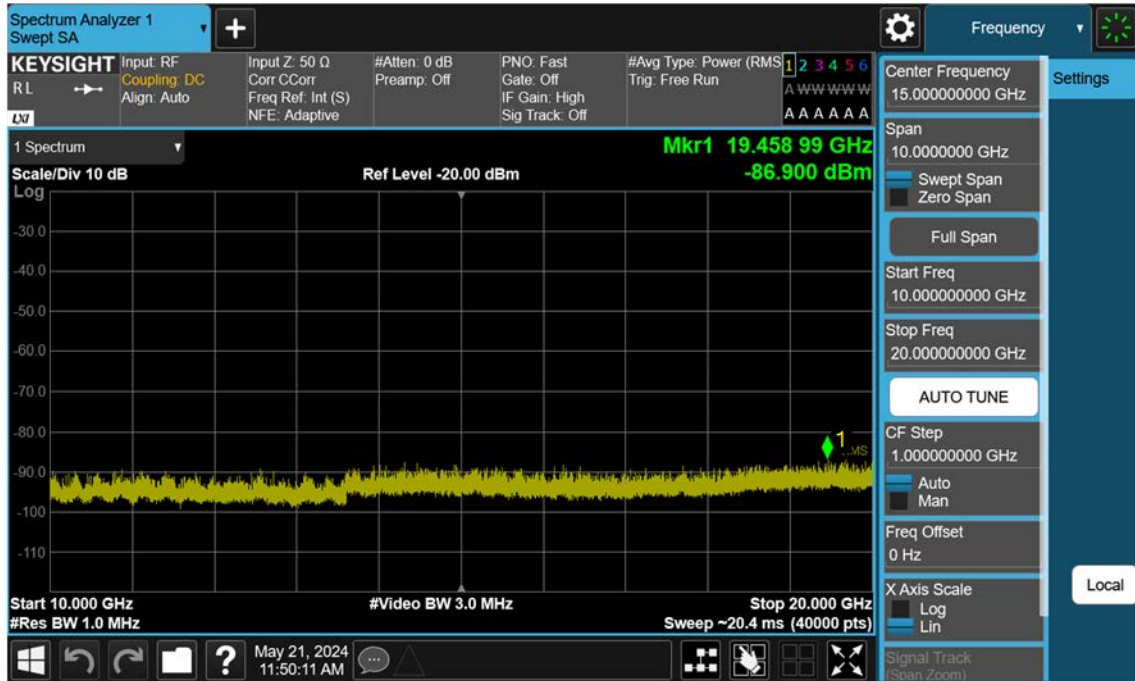 Spectrum Analyzer 1
Swept SA
+
Frequency
KEYSIGHT
R L
LXI
Input: RF
Coupling: DC
Align: Auto
Input Z: 50 Ω
Corr CCorr
Freq Ref: Int (S)
NFE: Adaptive
#Atten: 0 dB
Preamp: Off
PNO: Fast
Gate: Off
IF Gain: High
Sig Track: Off
#Avg Type: Power (RMS
Trig: Free Run
1 2 3 4 5 6
A W W W W W
A A A A A A
1 Spectrum
Mkr1 19.458 99 GHz
Scale/Div 10 dB
Ref Level -20.00 dBm
-86.900 dBm
Log
-30.0
-40.0
-50.0
-60.0
-70.0
-80.0
-90.0
-100
-110
1
Start 10.000 GHz
#Video BW 3.0 MHz
Stop 20.000 GHz
#Res BW 1.0 MHz
Sweep ~20.4 ms (40000 pts)
?
May 21, 2024
11:50:11 AM
Center Frequency
15.000000000 GHz
Span
10.0000000 GHz
Swept Span
Zero Span
Full Span
Start Freq
10.000000000 GHz
Stop Freq
20.000000000 GHz
AUTO TUNE
CF Step
1.000000000 GHz
Auto
Man
Freq Offset
0 Hz
X Axis Scale
Log
Lin
Signal Track
(Span Zoom)
Settings
Local